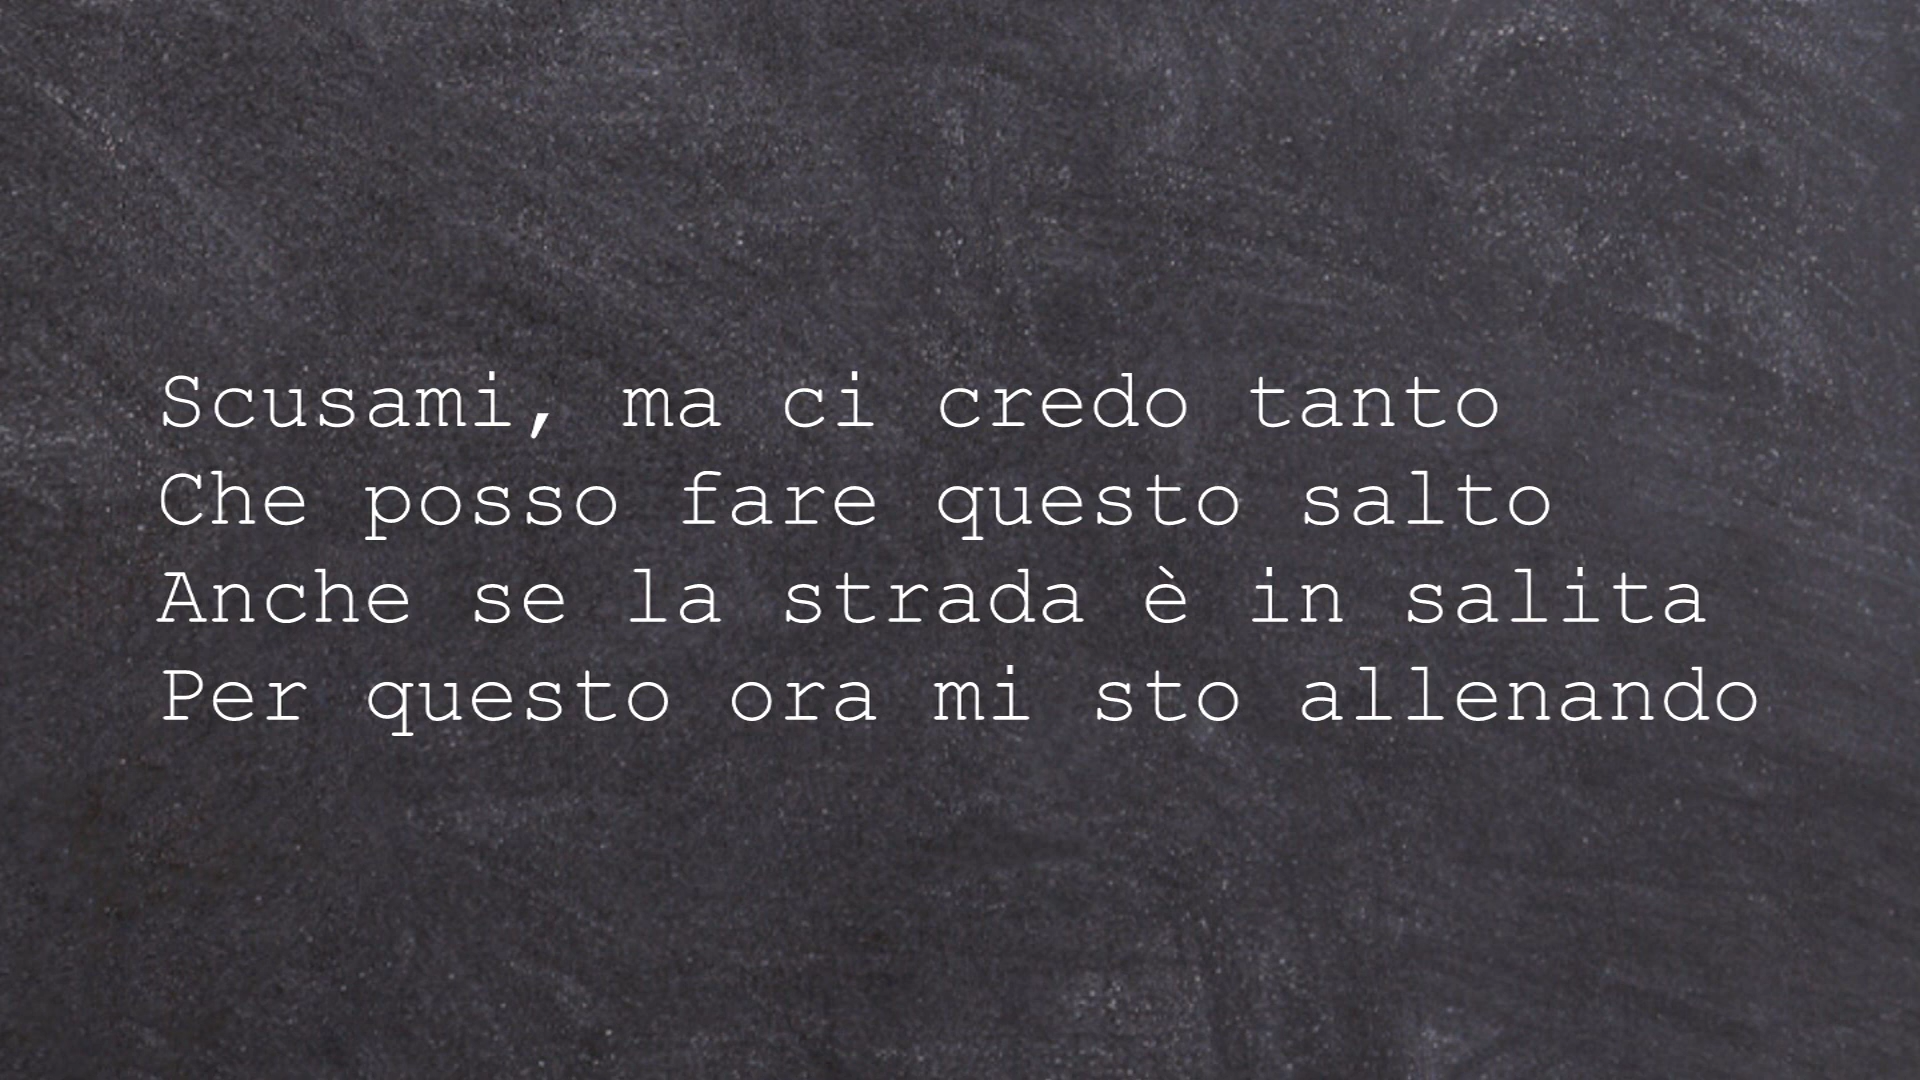 Scusami, ma ci credo tanto
Che posso fare questo salto
Anche se la strada è in salita
Per questo ora mi sto allenando